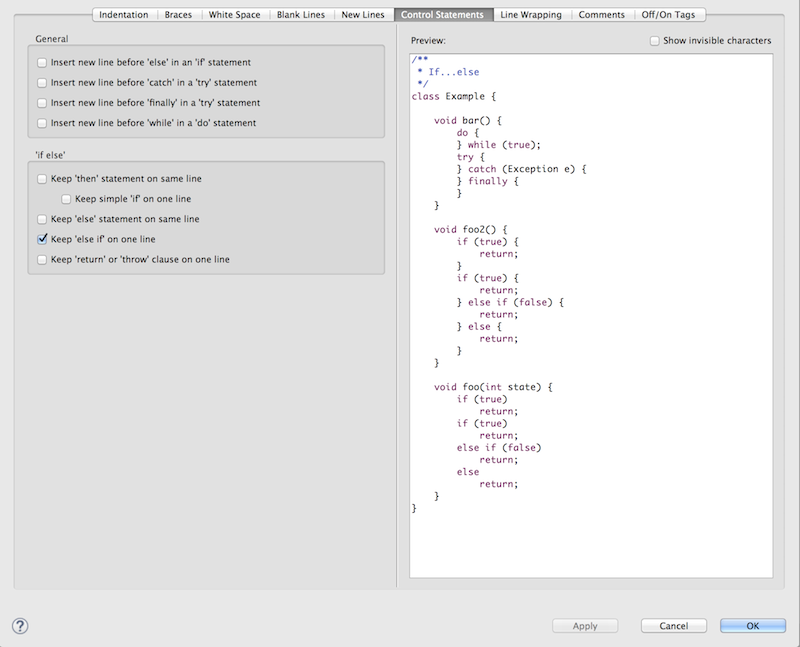 Indentation Braces White Space Blank Lines New Lines Control Statements Line Wrapping Comments Off/On Tags
General
Insert new line before 'else' in an 'if' statement
Insert new line before 'catch' in a 'try' statement
Insert new line before 'finally' in a 'try' statement
Insert new line before 'while' in a 'do' statement
'if else'
Keep 'then' statement on same line
Keep simple 'if' on one line
Keep 'else' statement on same line
Keep 'else if' on one line
Keep 'return' or 'throw' clause on one line
Preview:
Show invisible characters
/**
 * If...else
 */
class Example {

    void bar() {
        do {
        } while (true);
        try {
        } catch (Exception e) {
        } finally {
        }
    }

    void foo2() {
        if (true) {
            return;
        }
        if (true) {
            return;
        } else if (false) {
            return;
        } else {
            return;
        }
    }

    void foo(int state) {
        if (true)
            return;
        if (true)
            return;
        else if (false)
            return;
        else
            return;
    }
}
?
Apply
Cancel
OK